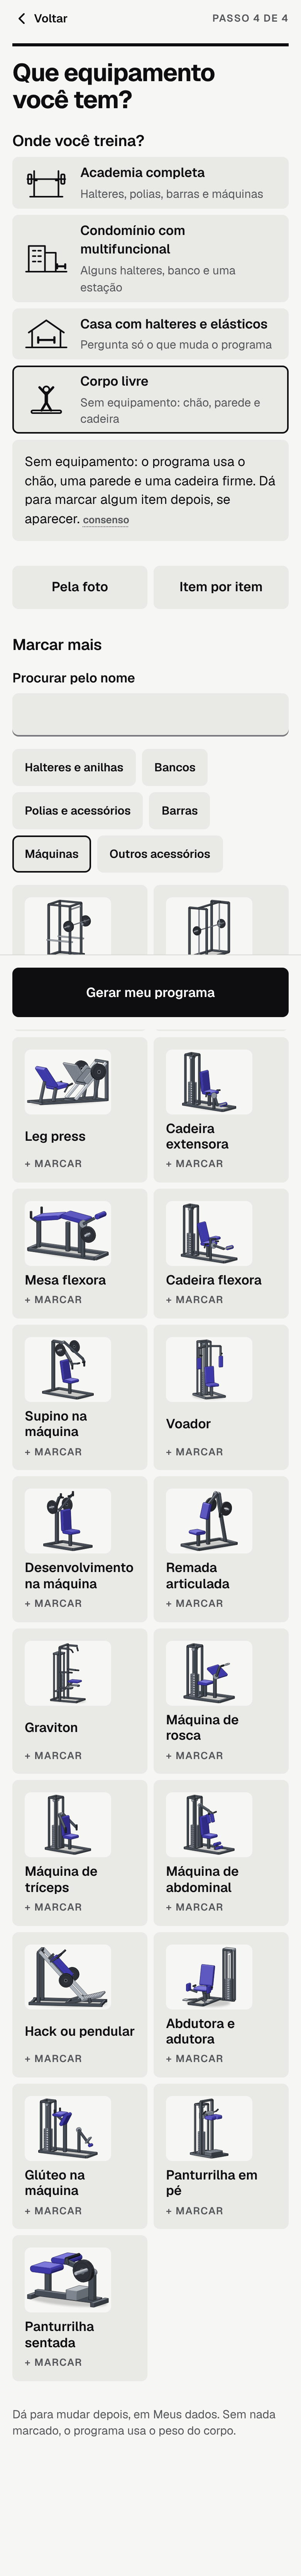 Voltar
PASSO 4 DE 4
Que equipamento
você tem?
Onde você treina?
Academia completa
Halteres, polias, barras e máquinas
Condomínio com
multifuncional
Alguns halteres, banco e uma
estação
Casa com halteres e elásticos
Pergunta só o que muda o programa
Corpo livre
Sem equipamento: chão, parede e
cadeira
Sem equipamento: o programa usa o
chão, uma parede e uma cadeira firme. Dá
para marcar algum item depois, se
aparecer. consenso
Pela foto
Item por item
Marcar mais
Procurar pelo nome
Halteres e anilhas
Bancos
Polias e acessórios
Barras
Máquinas
Outros acessórios
Gerar meu programa
Leg press
+ MARCAR
Cadeira
extensora
+ MARCAR
Mesa flexora
+ MARCAR
Cadeira flexora
+ MARCAR
Supino na
máquina
+ MARCAR
Voador
+ MARCAR
Desenvolvimento
na máquina
+ MARCAR
Remada
articulada
+ MARCAR
Graviton
+ MARCAR
Máquina de
rosca
+ MARCAR
Máquina de
tríceps
+ MARCAR
Máquina de
abdominal
+ MARCAR
Hack ou pendular
+ MARCAR
Abdutora e
adutora
+ MARCAR
Glúteo na
máquina
+ MARCAR
Panturrilha em
pé
+ MARCAR
Panturrilha
sentada
+ MARCAR
Dá para mudar depois, em Meus dados. Sem nada
marcado, o programa usa o peso do corpo.